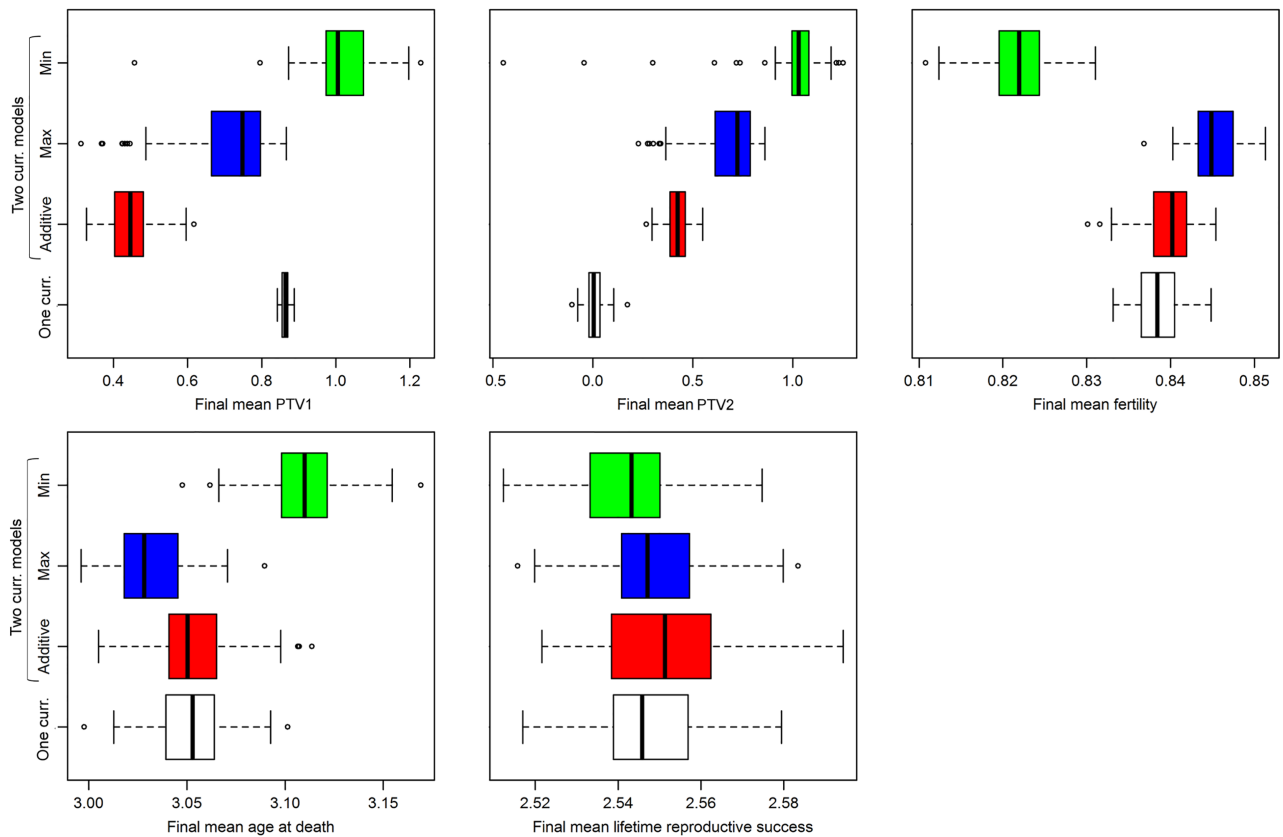 Two curr. models
Min
Max
Additive
One curr.
0.4 0.6 0.8 1.0 1.2
Final mean PTV1
0.5 0.0 0.5 1.0
Final mean PTV2
0.81 0.82 0.83 0.84 0.85
Final mean fertility
Two curr. models
Min
Max
Additive
One curr.
3.00 3.05 3.10 3.15
Final mean age at death
2.52 2.54 2.56 2.58
Final mean lifetime reproductive success